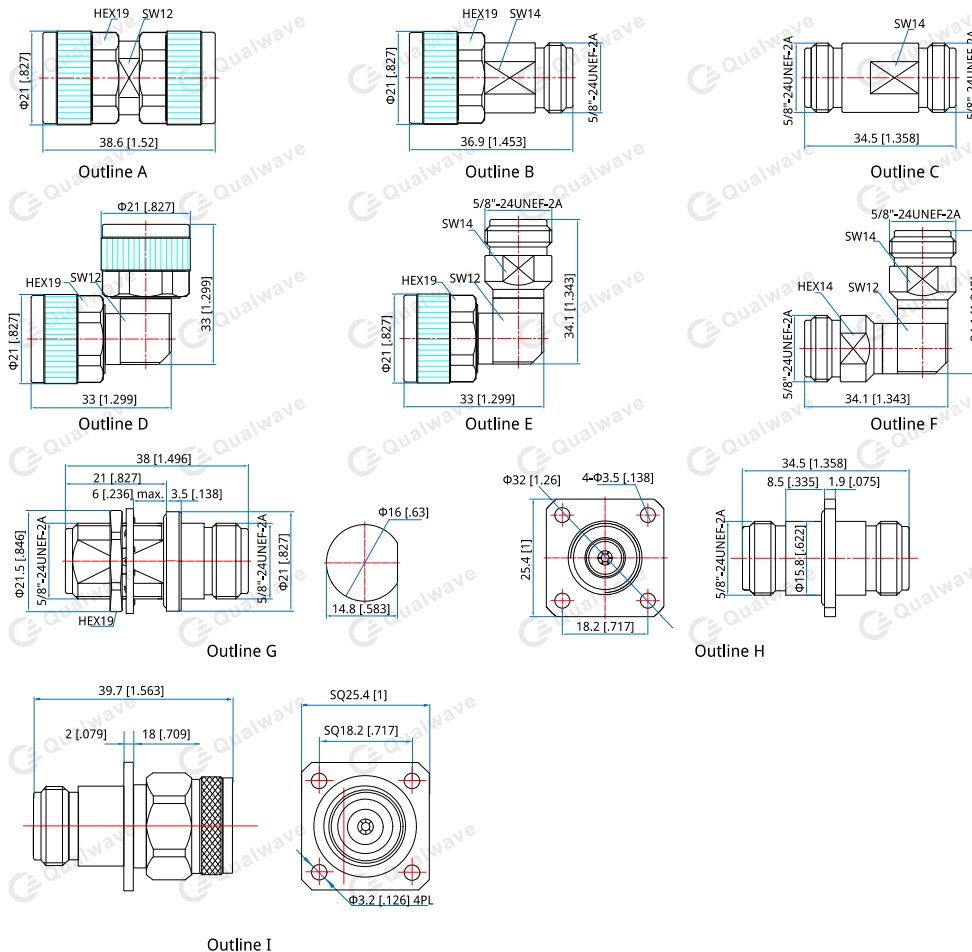 HEX19
SW12
Φ21 [.827]
38.6 [1.52]
Outline A
HEX19
SW14
Φ21 [.827]
5/8"-24UNEF-2A
36.9 [1.453]
Outline B
SW14
5/8"-24UNEF-2A
5/8"-24UNEF-2A
34.5 [1.358]
Outline C
Φ21 [.827]
HEX19
SW12
Φ21 [.827]
33 [1.299]
33 [1.299]
Outline D
5/8"-24UNEF-2A
SW14
HEX19
SW12
Φ21 [.827]
34.1 [1.343]
33 [1.299]
Outline E
5/8"-24UNEF-2A
SW14
HEX14
SW12
5/8"-24UNEF-2A
34.1 [1.343]
Outline F
38 [1.496]
21 [.827]
6 [.236] max.
3.5 [.138]
Φ21.5 [.846]
5/8"-24UNEF-2A
5/8"-24UNEF-2A
Φ21 [.827]
HEX19
Φ16 [.63]
14.8 [.583]
Outline G
Φ32 [1.26]
4-Φ3.5 [.138]
25.4 [1]
18.2 [.717]
34.5 [1.358]
8.5 [.335]
1.9 [.075]
5/8"-24UNEF-2A
Φ15.8 [.622]
Outline H
39.7 [1.563]
2 [.079]
18 [.709]
SQ25.4 [1]
SQ18.2 [.717]
Φ3.2 [.126] 4PL
Outline I
Qualwave